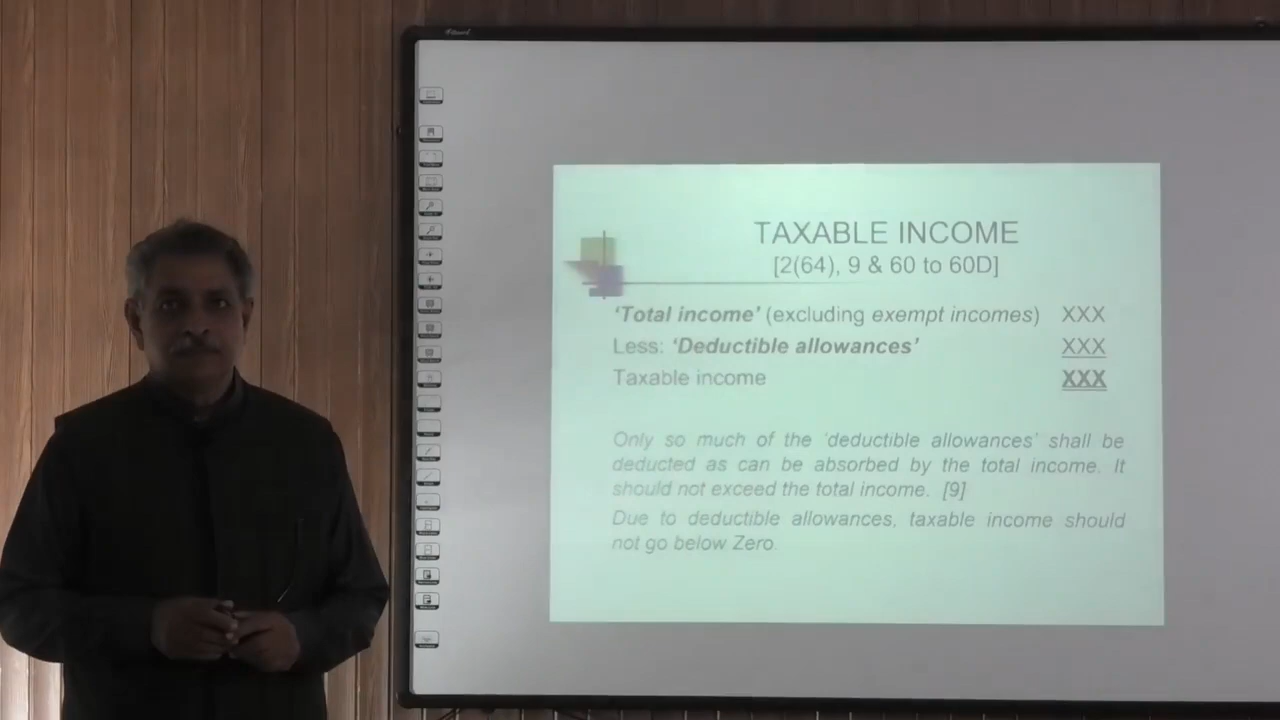 TAXABLE INCOME
[2(64), 9 & 60 to 60D]
‘Total income’ (excluding exempt incomes) XXX
Less: ‘Deductible allowances’ XXX
Taxable income XXX
Only so much of the ‘deductible allowances’ shall be
deducted as can be absorbed by the total income. It
should not exceed the total income. [9]
Due to deductible allowances, taxable income should
not go below Zero.